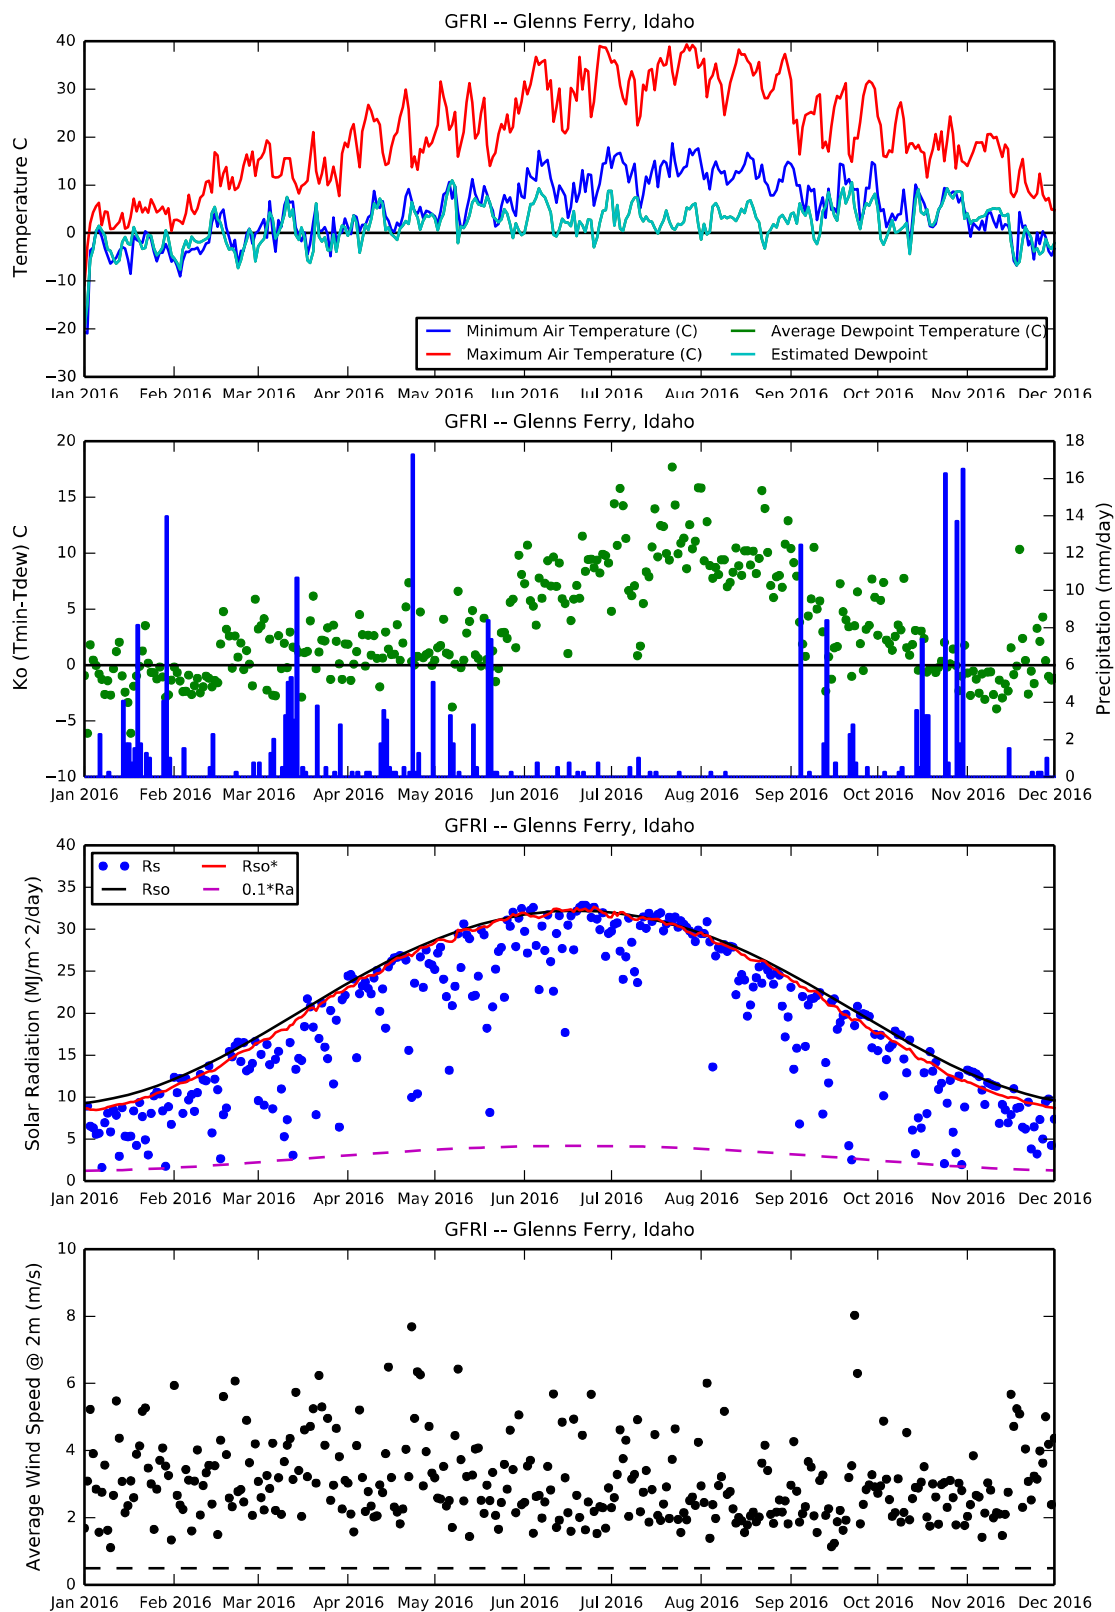 GFRI -- Glenns Ferry, Idaho
40
30
20
10
0
−10
−20
−30
Temperature C
Minimum Air Temperature (C)
Maximum Air Temperature (C)
Average Dewpoint Temperature (C)
Estimated Dewpoint
Jan 2016 Feb 2016 Mar 2016 Apr 2016 May 2016 Jun 2016 Jul 2016 Aug 2016 Sep 2016 Oct 2016 Nov 2016 Dec 2016
GFRI -- Glenns Ferry, Idaho
20
15
10
5
0
−5
−10
Ko (Tmin-Tdew) C
18
16
14
12
10
8
6
4
2
0
Precipitation (mm/day)
Jan 2016 Feb 2016 Mar 2016 Apr 2016 May 2016 Jun 2016 Jul 2016 Aug 2016 Sep 2016 Oct 2016 Nov 2016 Dec 2016
GFRI -- Glenns Ferry, Idaho
40
35
30
25
20
15
10
5
0
Solar Radiation (MJ/m^2/day)
Rs
Rso
Rso*
0.1*Ra
Jan 2016 Feb 2016 Mar 2016 Apr 2016 May 2016 Jun 2016 Jul 2016 Aug 2016 Sep 2016 Oct 2016 Nov 2016 Dec 2016
GFRI -- Glenns Ferry, Idaho
10
8
6
4
2
0
Average Wind Speed @ 2m (m/s)
Jan 2016 Feb 2016 Mar 2016 Apr 2016 May 2016 Jun 2016 Jul 2016 Aug 2016 Sep 2016 Oct 2016 Nov 2016 Dec 2016